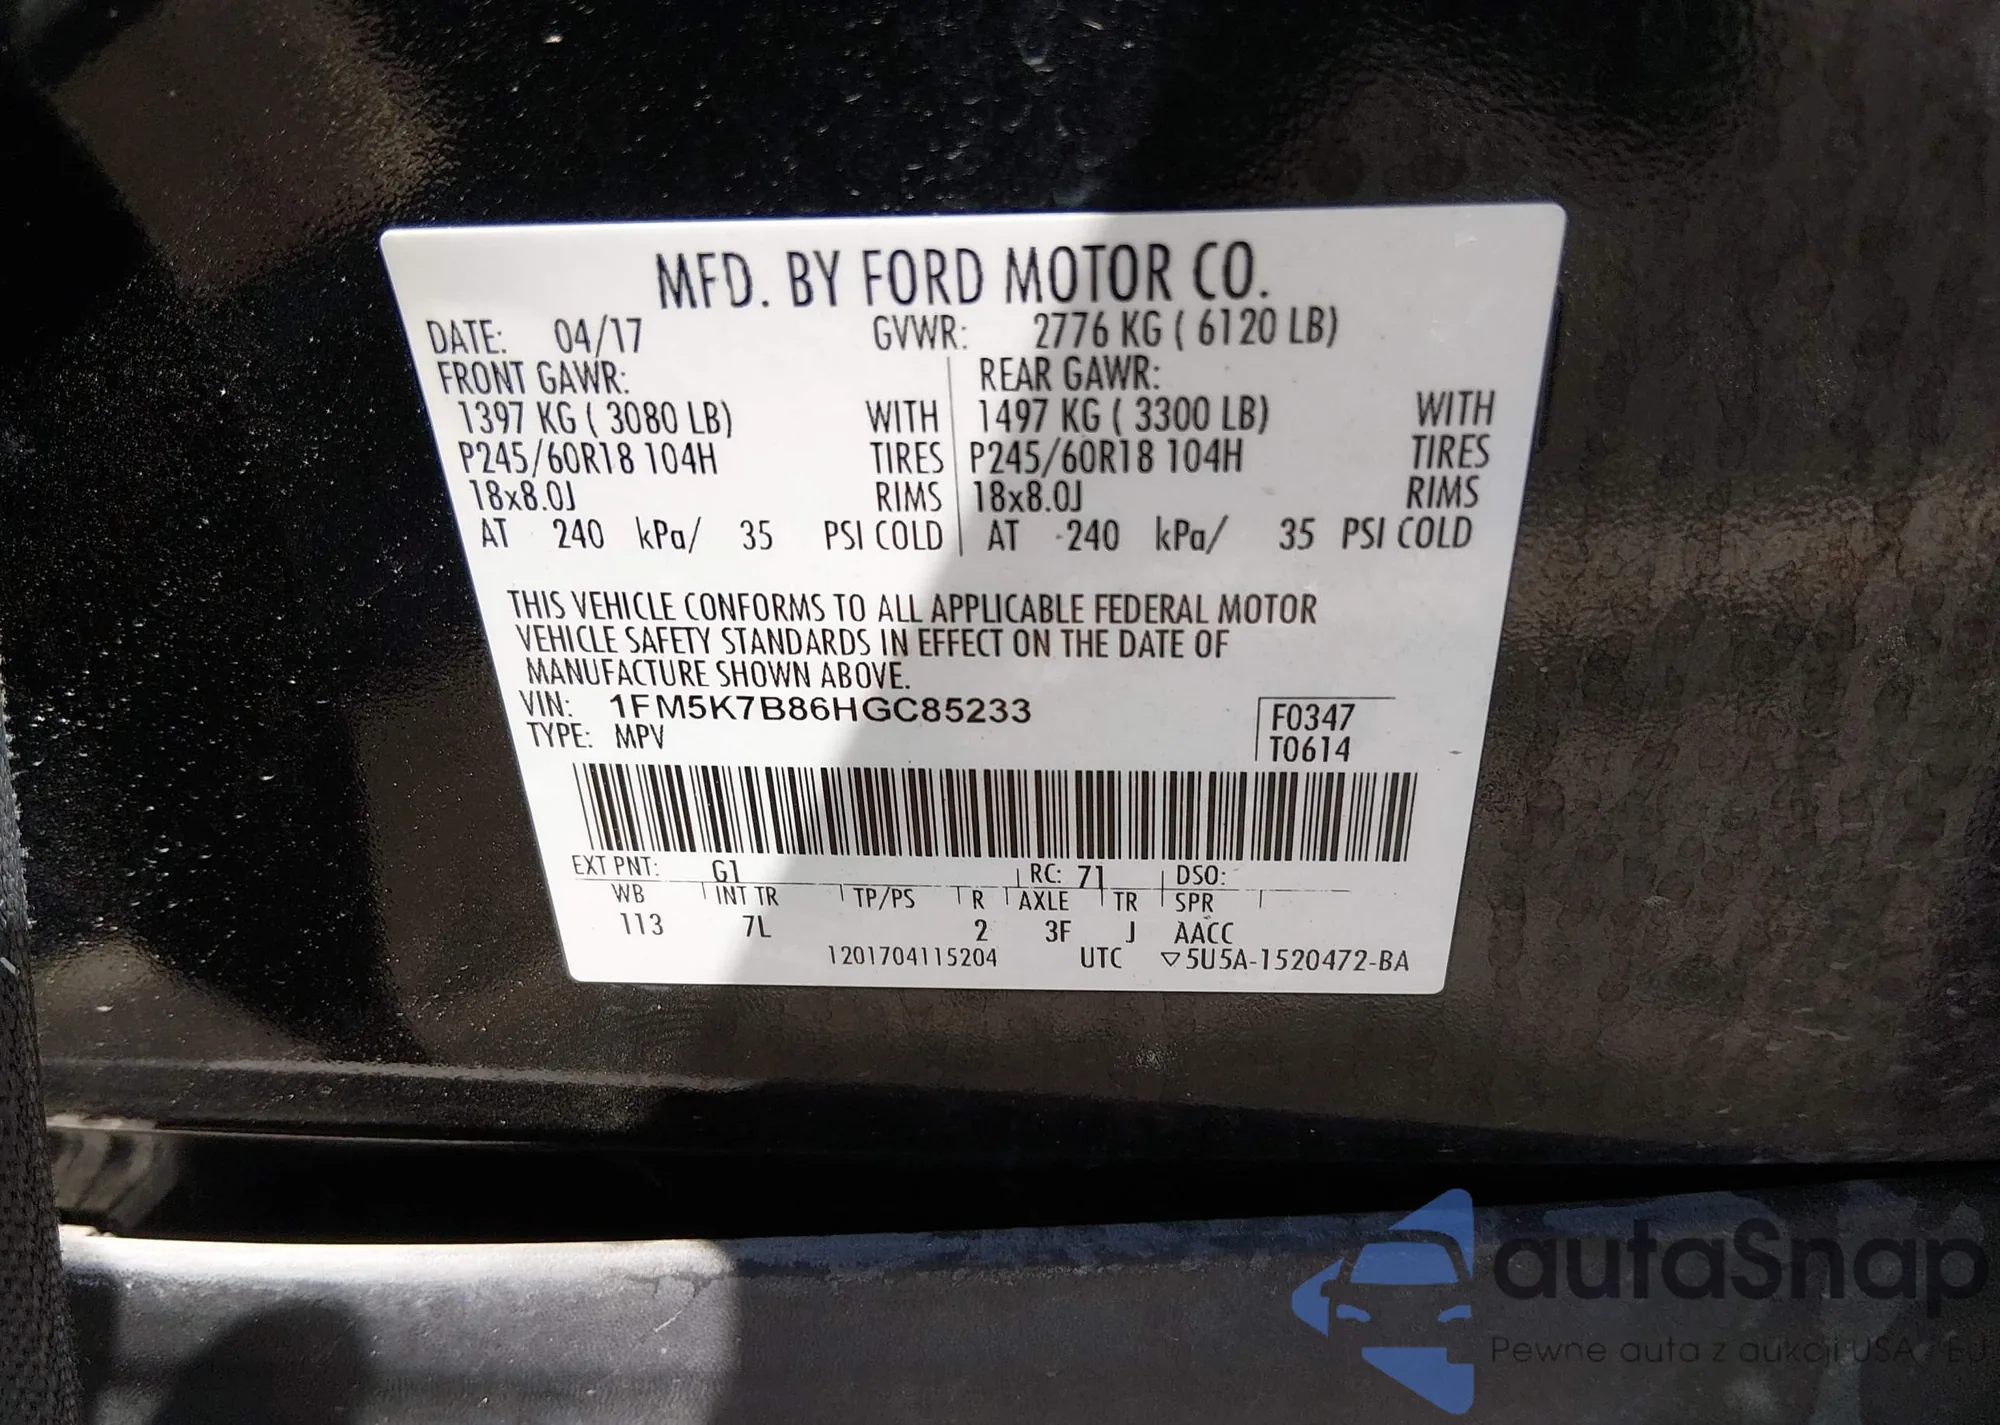 MFD. BY FORD MOTOR CO.
DATE: 04/17 GVWR: 2776 KG ( 6120 LB)
FRONT GAWR: REAR GAWR:
1397 KG ( 3080 LB) WITH 1497 KG ( 3300 LB) WITH
P245/60R18 104H TIRES P245/60R18 104H TIRES
18x8.0J RIMS 18x8.0J RIMS
AT 240 kPa/ 35 PSI COLD AT 240 kPa/ 35 PSI COLD
THIS VEHICLE CONFORMS TO ALL APPLICABLE FEDERAL MOTOR
VEHICLE SAFETY STANDARDS IN EFFECT ON THE DATE OF
MANUFACTURE SHOWN ABOVE.
VIN: 1FM5K7B86HGC85233 F0347
TYPE: MPV T0614
EXT PNT: G1 RC: 71 DSO:
WB INT TR TP/PS R AXLE TR SPR
113 7L 2 3F J AACC
1201704115204 UTC ▽5U5A-1520472-BA
autaSnap
Pewne auta z aukcji USA / EU